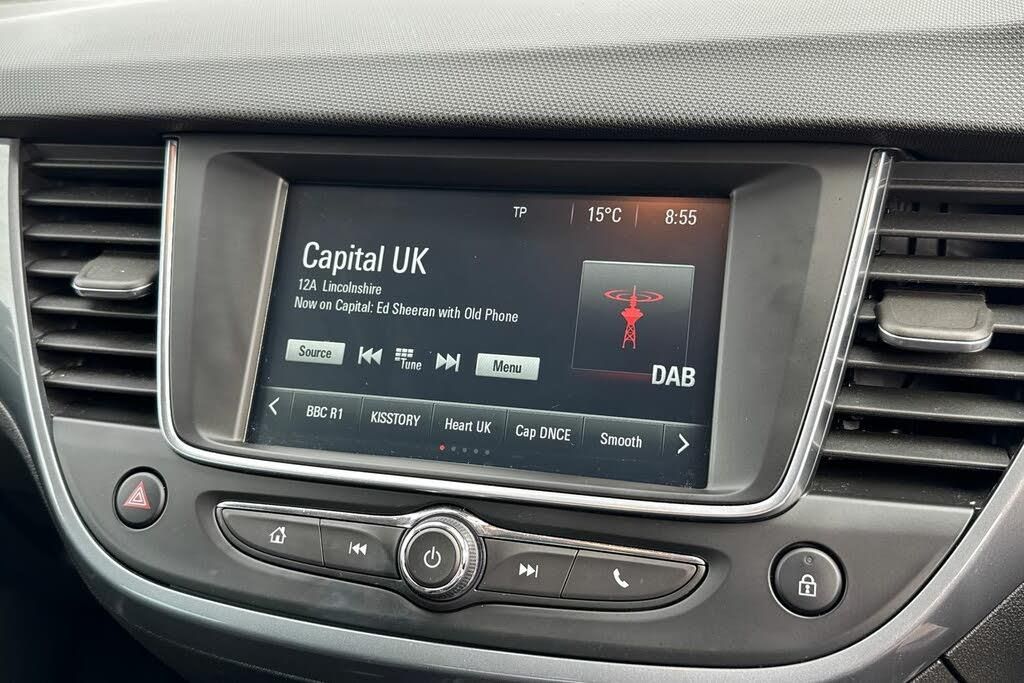 TP 15°C 8:55
Capital UK
12A Lincolnshire
Now on Capital: Ed Sheeran with Old Phone
Source Tune Menu
DAB
BBC R1 KISSTORY Heart UK Cap DNCE Smooth